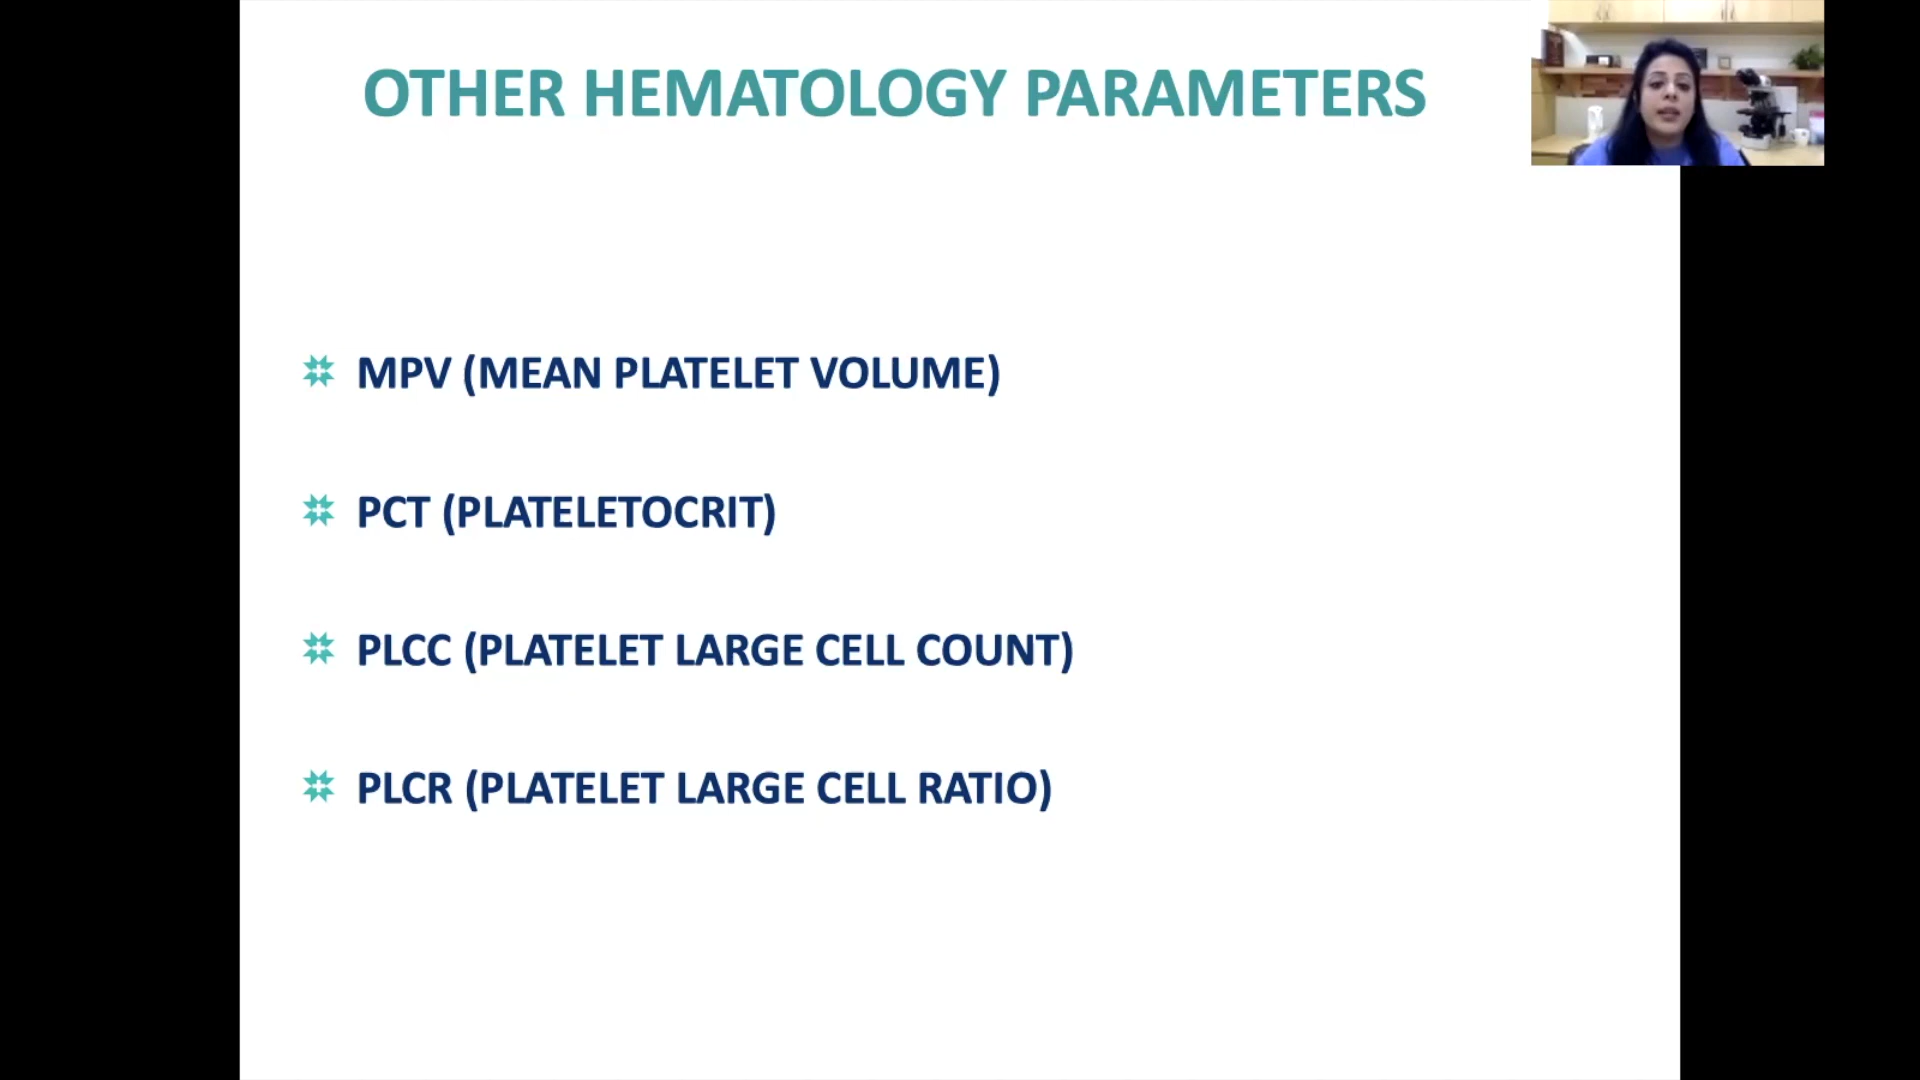 OTHER HEMATOLOGY PARAMETERS
MPV (MEAN PLATELET VOLUME)
PCT (PLATELETOCRIT)
PLCC (PLATELET LARGE CELL COUNT)
PLCR (PLATELET LARGE CELL RATIO)